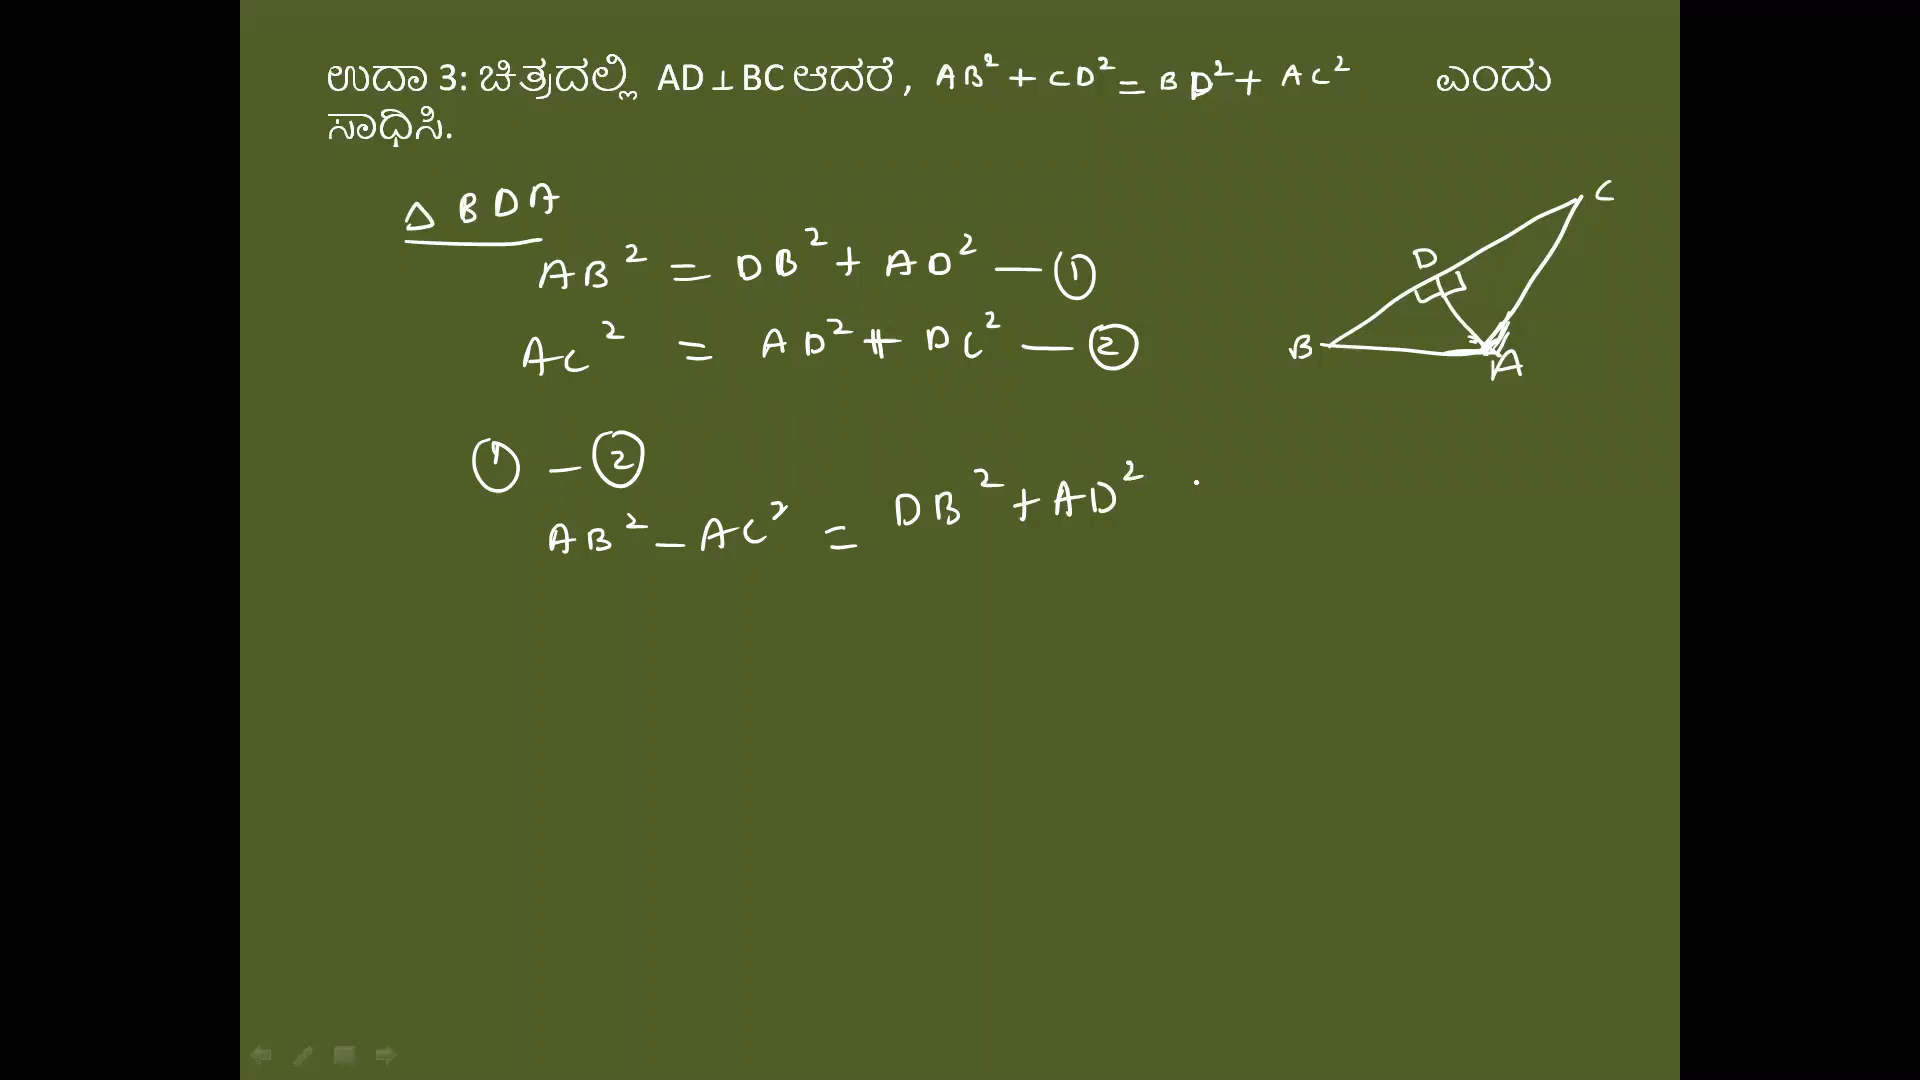 ಉದಾ 3: ಚಿತ್ರದಲ್ಲಿ AD⊥BC ಆದರೆ, AB² + CD² = BD² + AC² ಎಂದು
ಸಾಧಿಸಿ.
△ BDA
AB² = DB² + AD² — ①
AC² = AD² + DC² — ②
① – ②
AB² – AC² = DB² + AD²
C
D
B
A